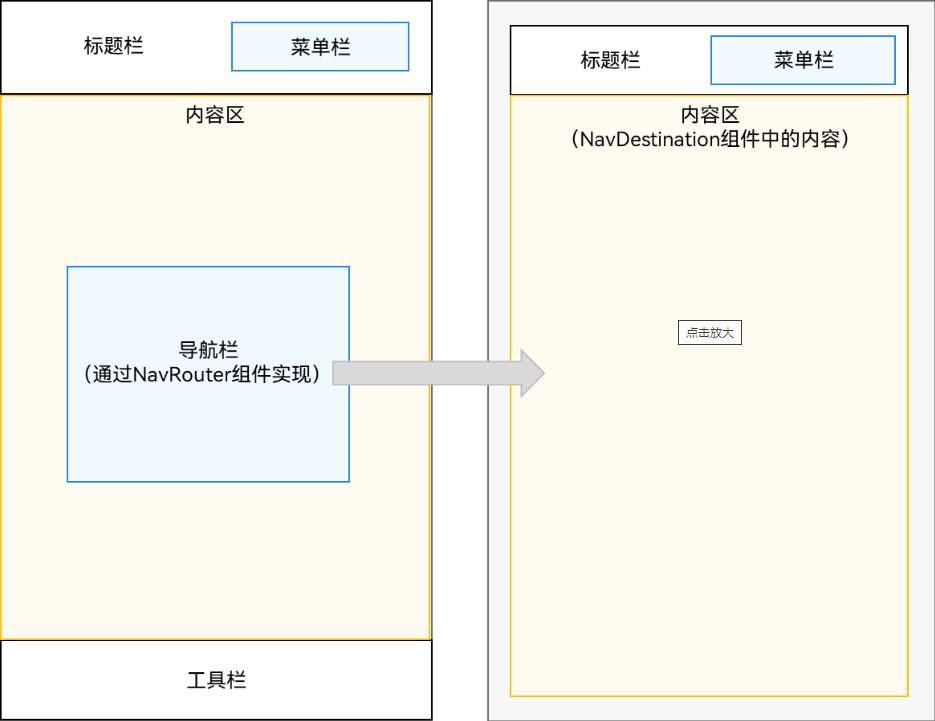 标题栏
菜单栏
内容区
导航栏
（通过NavRouter组件实现）
工具栏
标题栏
菜单栏
内容区
（NavDestination组件中的内容）
点击放大